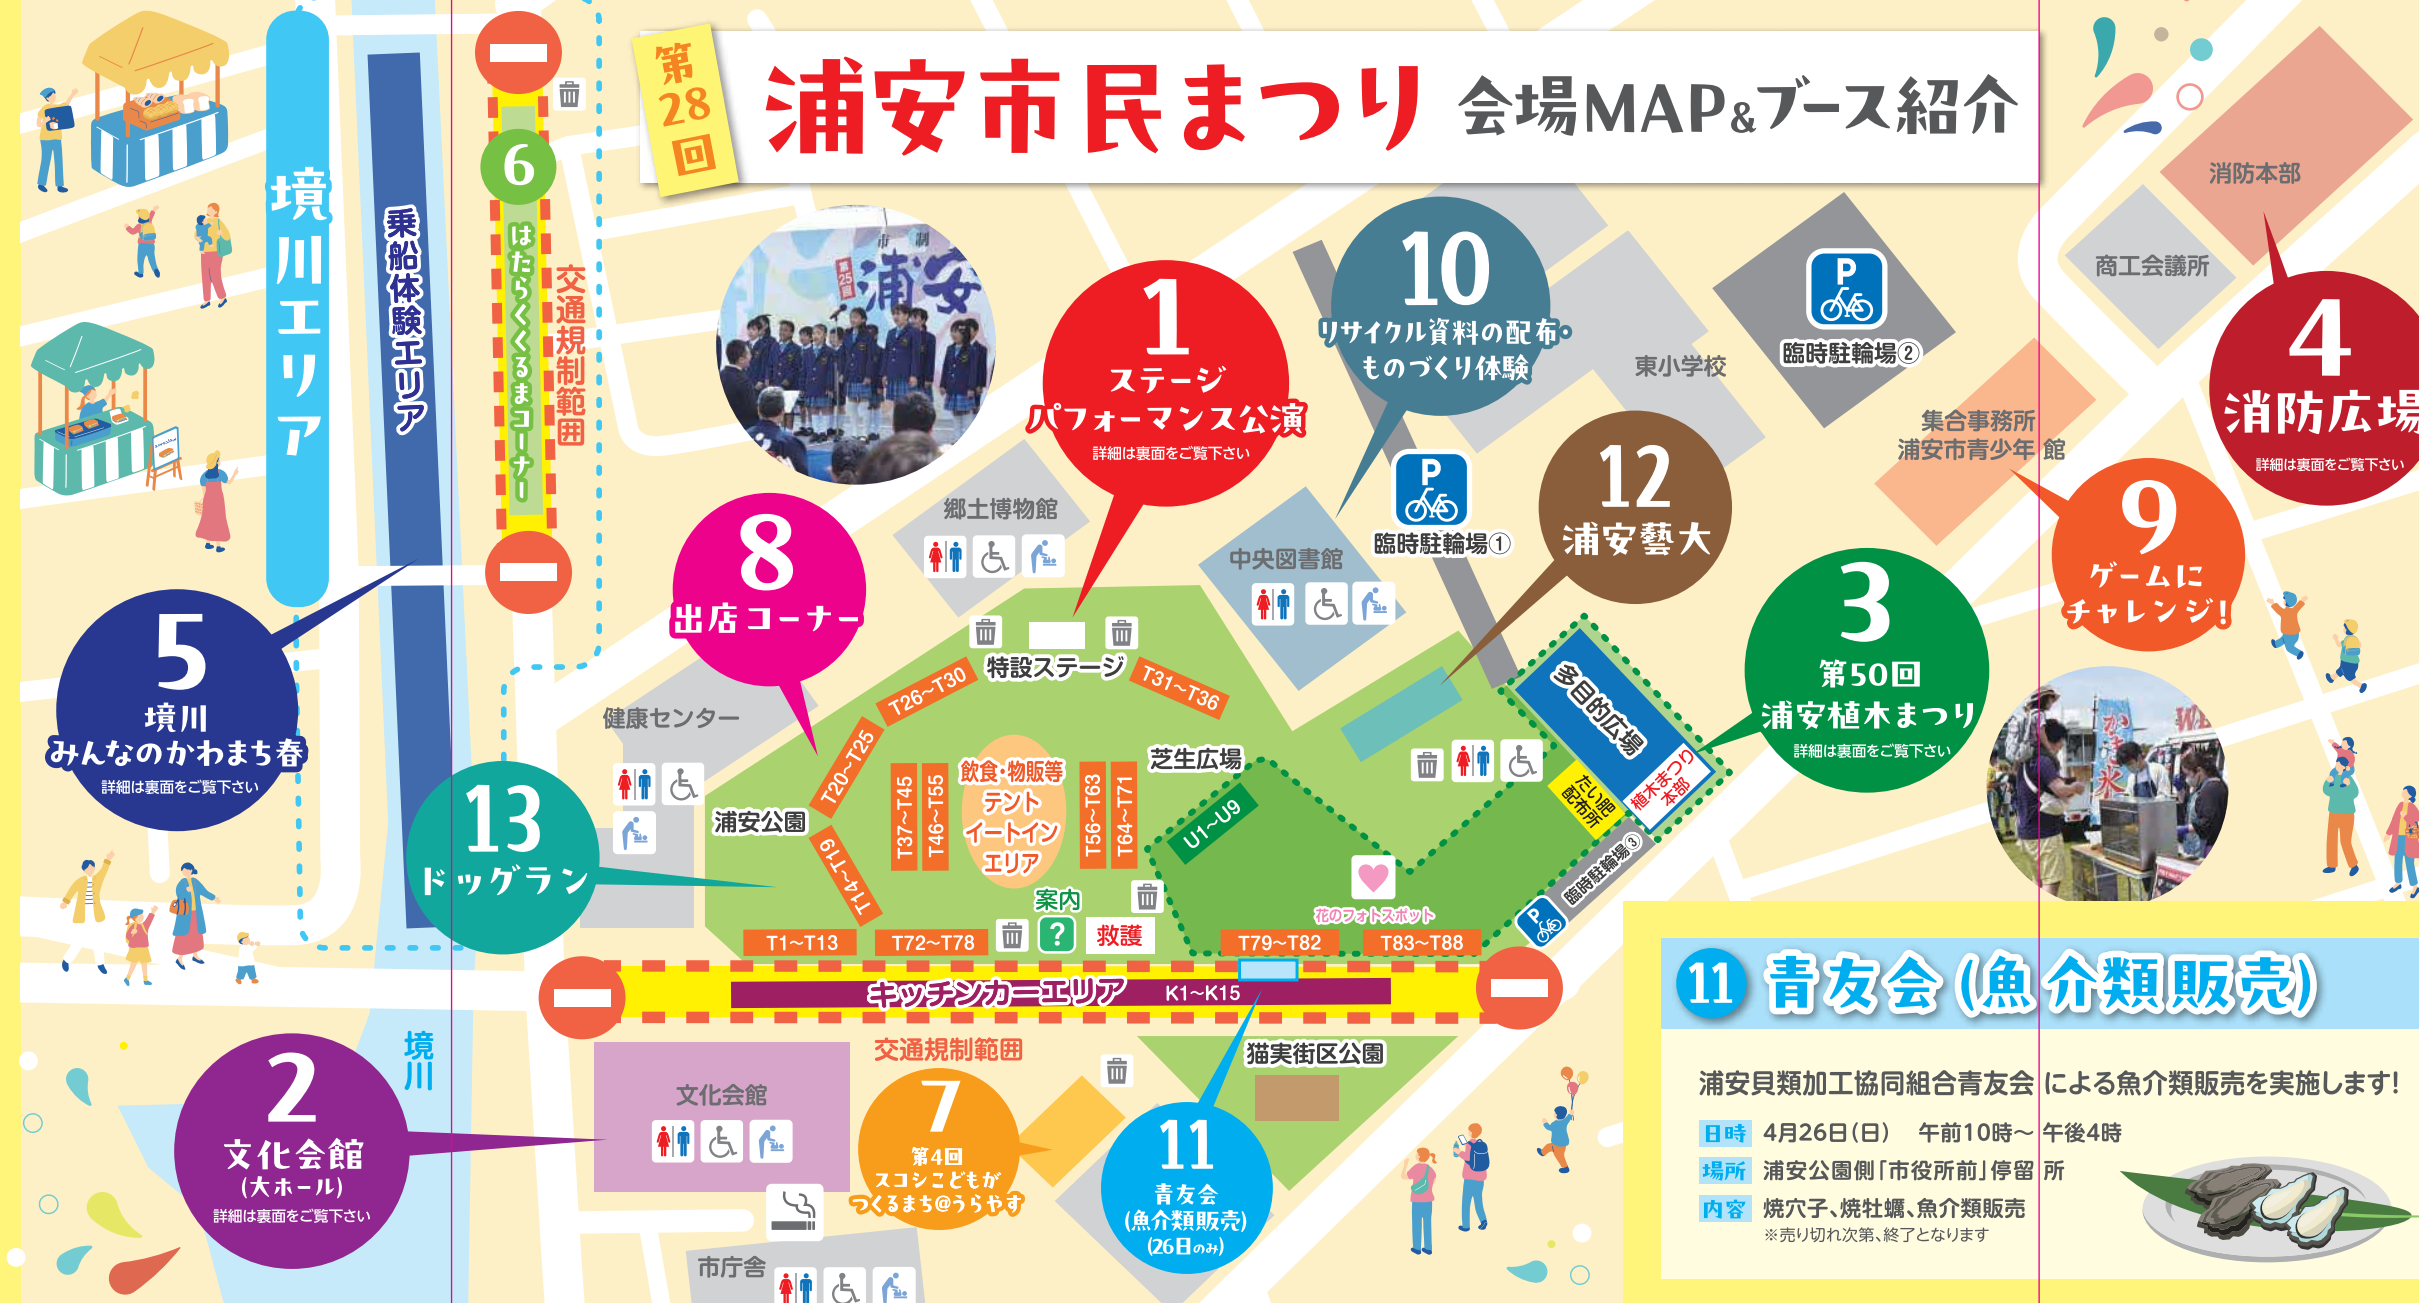 第28回
浦安市民まつり 会場MAP&ブース紹介
境川エリア
乗船体験エリア
6
はたらくくるまコーナー
交通規制範囲
市制
第25回
浦安
1
ステージ
パフォーマンス公演
詳細は裏面をご覧下さい
10
リサイクル資料の配布・
ものづくり体験
東小学校
P
臨時駐輪場②
消防本部
商工会議所
4
消防広場
詳細は裏面をご覧下さい
集合事務所
浦安市青少年館
9
ゲームに
チャレンジ!
12
浦安藝大
P
臨時駐輪場①
郷土博物館
中央図書館
8
出店コーナー
3
第50回
浦安植木まつり
詳細は裏面をご覧下さい
かき氷
5
境川
みんなのかわまち春
詳細は裏面をご覧下さい
13
ドッグラン
健康センター
浦安公園
特設ステージ
T26~T30
T31~T36
T20~T25
T14~T19
T37~T45
T46~T55
飲食・物販等
テント
イートイン
エリア
T56~T63
T64~T71
芝生広場
U1~U9
多目的広場
植木まつり
本部
たい肥
配布所
臨時駐輪場③
P
花のフォトスポット
案内
?
救護
T1~T13
T72~T78
T79~T82
T83~T88
キッチンカーエリア K1~K15
交通規制範囲
境川
2
文化会館
(大ホール)
詳細は裏面をご覧下さい
文化会館
7
第4回
スコシこどもが
つくるまち@うらやす
猫実街区公園
11
青友会
(魚介類販売)
(26日のみ)
市庁舎
11 青友会(魚介類販売)
浦安貝類加工協同組合青友会による魚介類販売を実施します!
日時 4月26日(日) 午前10時~午後4時
場所 浦安公園側「市役所前」停留所
内容 焼穴子、焼牡蠣、魚介類販売
※売り切れ次第、終了となります